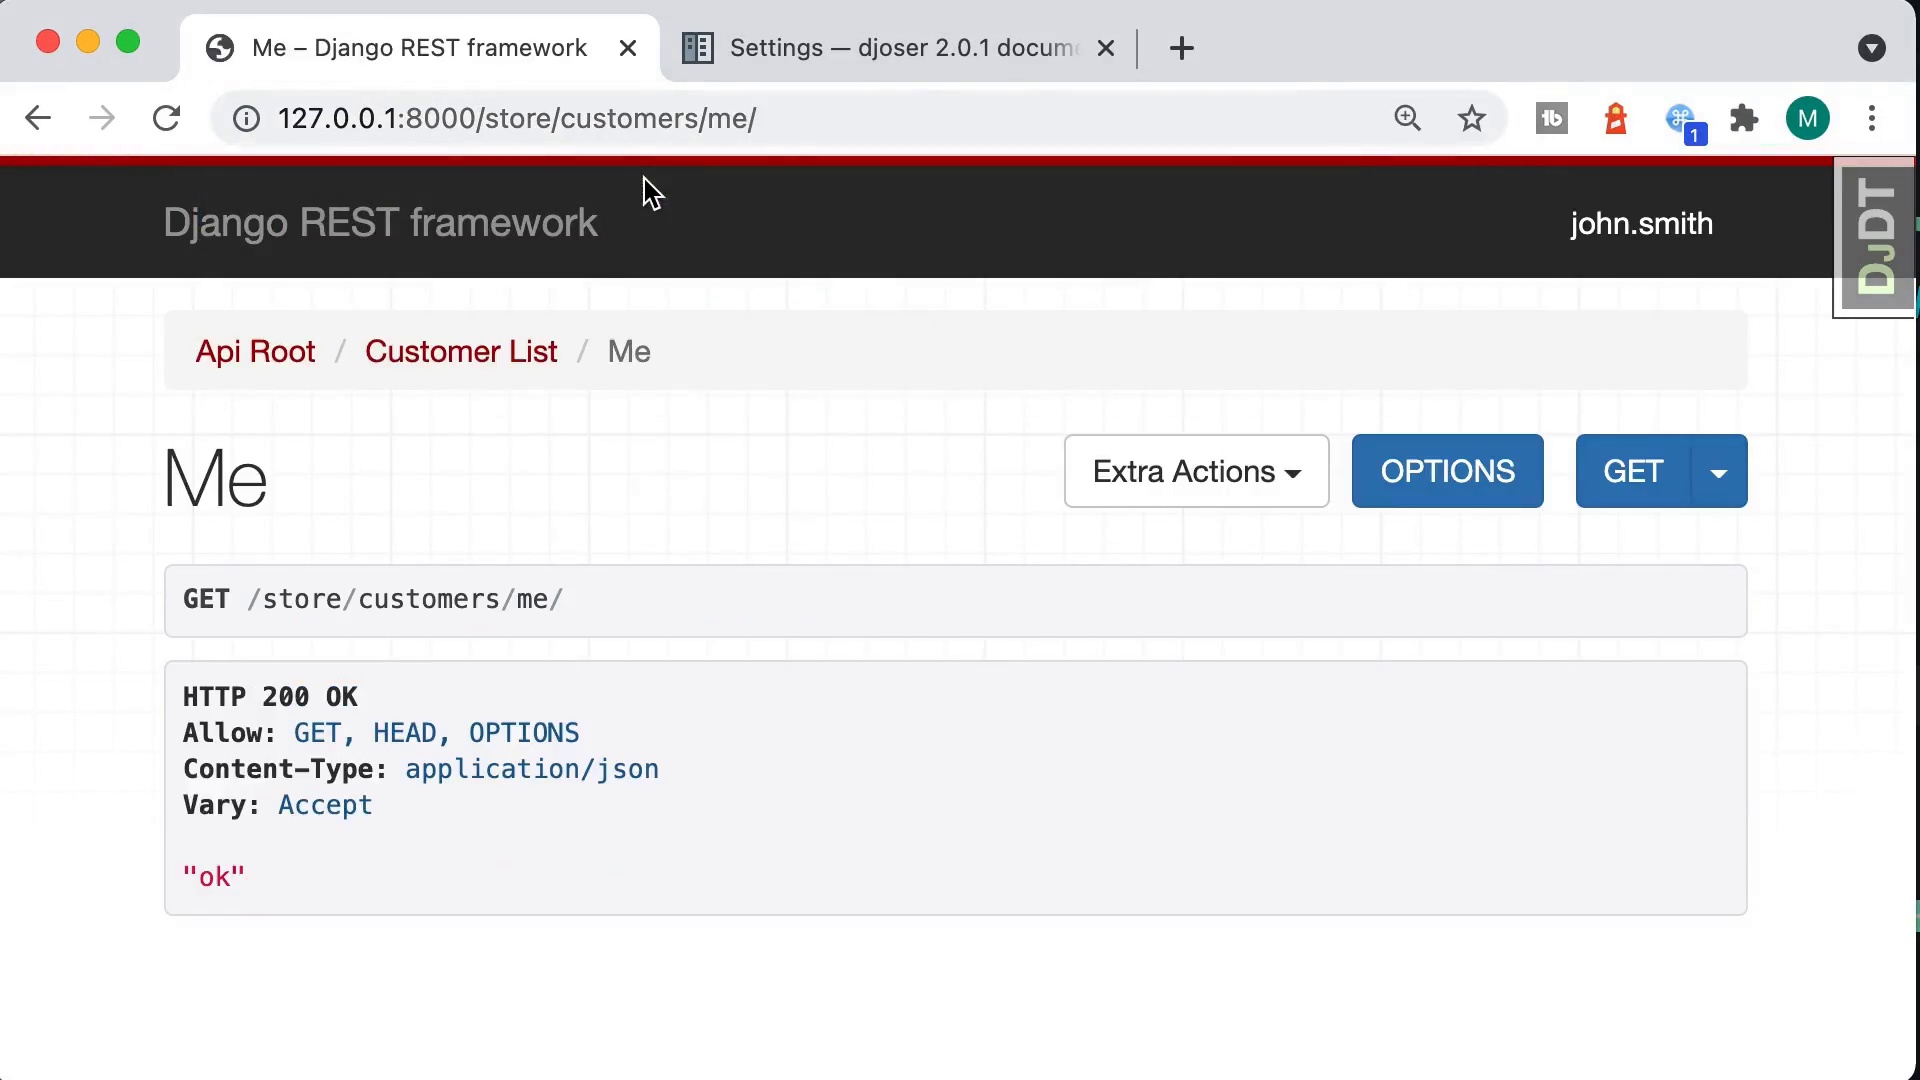 Me – Django REST framework
Settings — djoser 2.0.1 docum
127.0.0.1:8000/store/customers/me/
1
M
Django REST framework
john.smith
DJDT
Api Root / Customer List / Me
Me
Extra Actions
OPTIONS
GET
GET /store/customers/me/
HTTP 200 OK
Allow: GET, HEAD, OPTIONS
Content-Type: application/json
Vary: Accept
"ok"